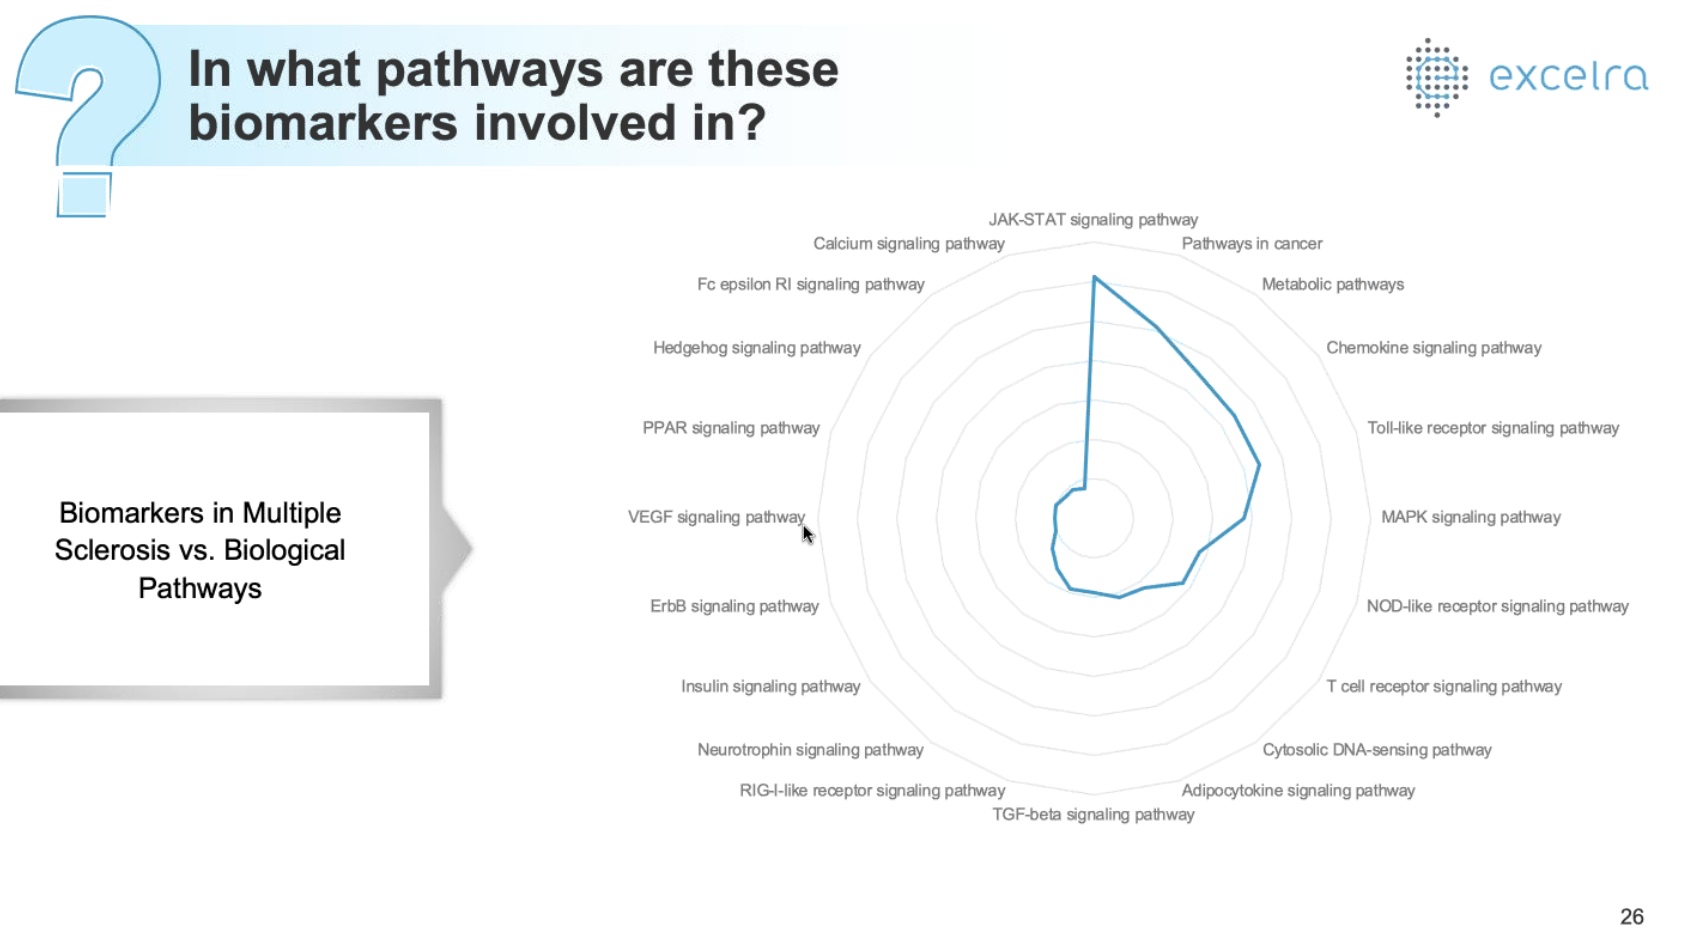 In what pathways are these
biomarkers involved in?
excelra
Biomarkers in Multiple
Sclerosis vs. Biological
Pathways
JAK-STAT signaling pathway
Pathways in cancer
Metabolic pathways
Chemokine signaling pathway
Toll-like receptor signaling pathway
MAPK signaling pathway
NOD-like receptor signaling pathway
T cell receptor signaling pathway
Cytosolic DNA-sensing pathway
Adipocytokine signaling pathway
TGF-beta signaling pathway
RIG-I-like receptor signaling pathway
Neurotrophin signaling pathway
Insulin signaling pathway
ErbB signaling pathway
VEGF signaling pathway
PPAR signaling pathway
Hedgehog signaling pathway
Fc epsilon RI signaling pathway
Calcium signaling pathway
26